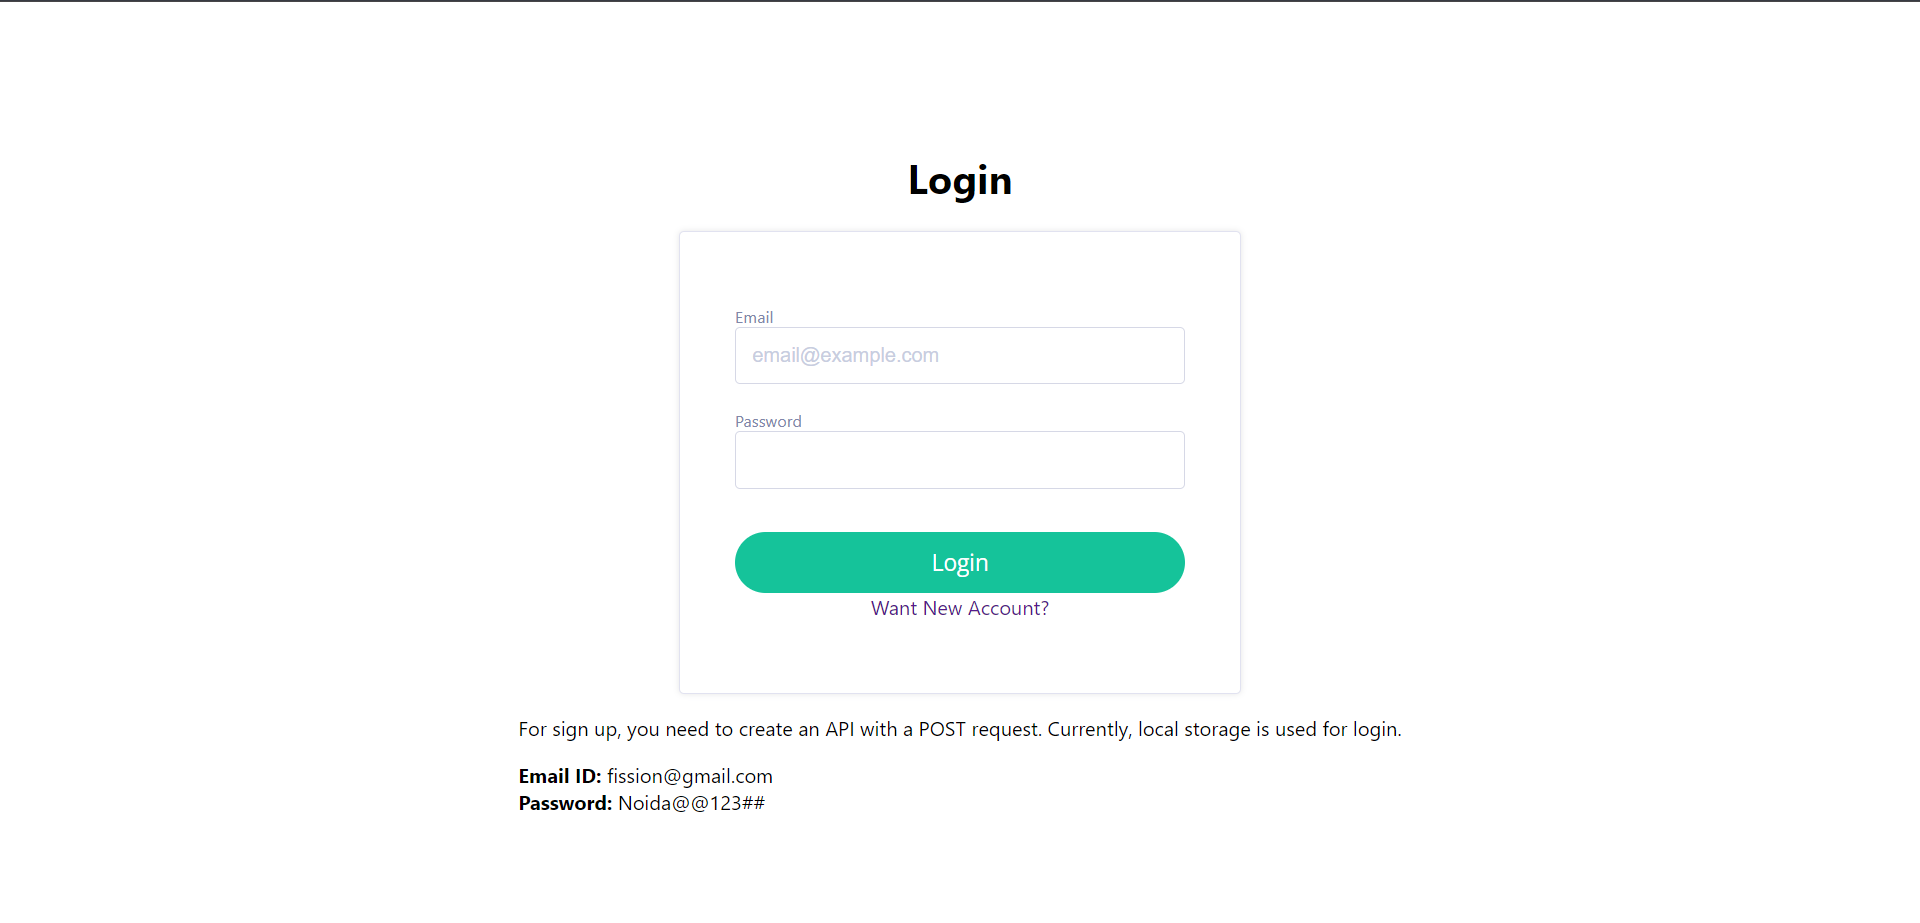 Login
Email
email@example.com
Password
Login
Want New Account?
For sign up, you need to create an API with a POST request. Currently, local storage is used for login.
Email ID: fission@gmail.com
Password: Noida@@123##